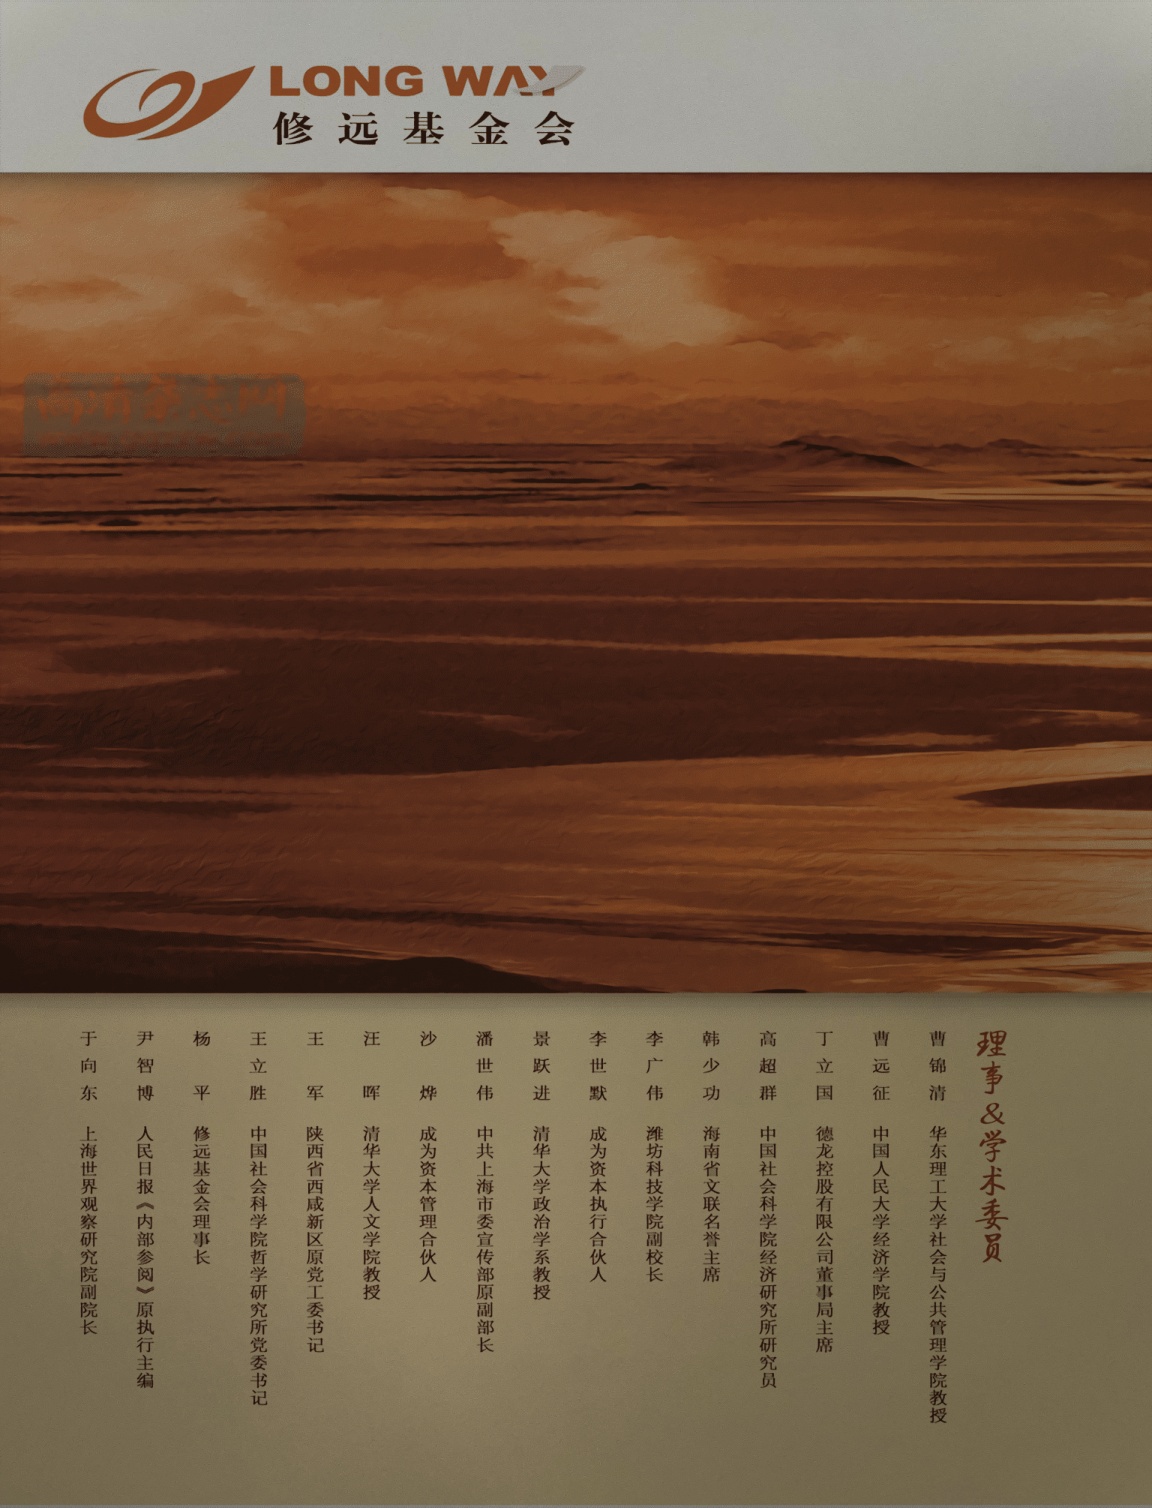 LONG WAY
修远基金会
理事&学术委员
曹锦清 华东理工大学社会与公共管理学院教授
曹远征 中国人民大学经济学院教授
丁立国 德龙控股有限公司董事局主席
高超群 中国社会科学院经济研究所研究员
韩少功 海南省文联名誉主席
李广伟 潍坊科技学院副校长
李世默 成为资本执行合伙人
景跃进 清华大学政治学系教授
潘世伟 中共上海市委宣传部原副部长
沙烨 成为资本管理合伙人
汪晖 清华大学人文学院教授
王军 陕西省西咸新区原党工委书记
王立胜 中国社会科学院哲学研究所党委书记
杨平 修远基金会理事长
尹智博 人民日报《内部参阅》原执行主编
于向东 上海世界观察研究院副院长